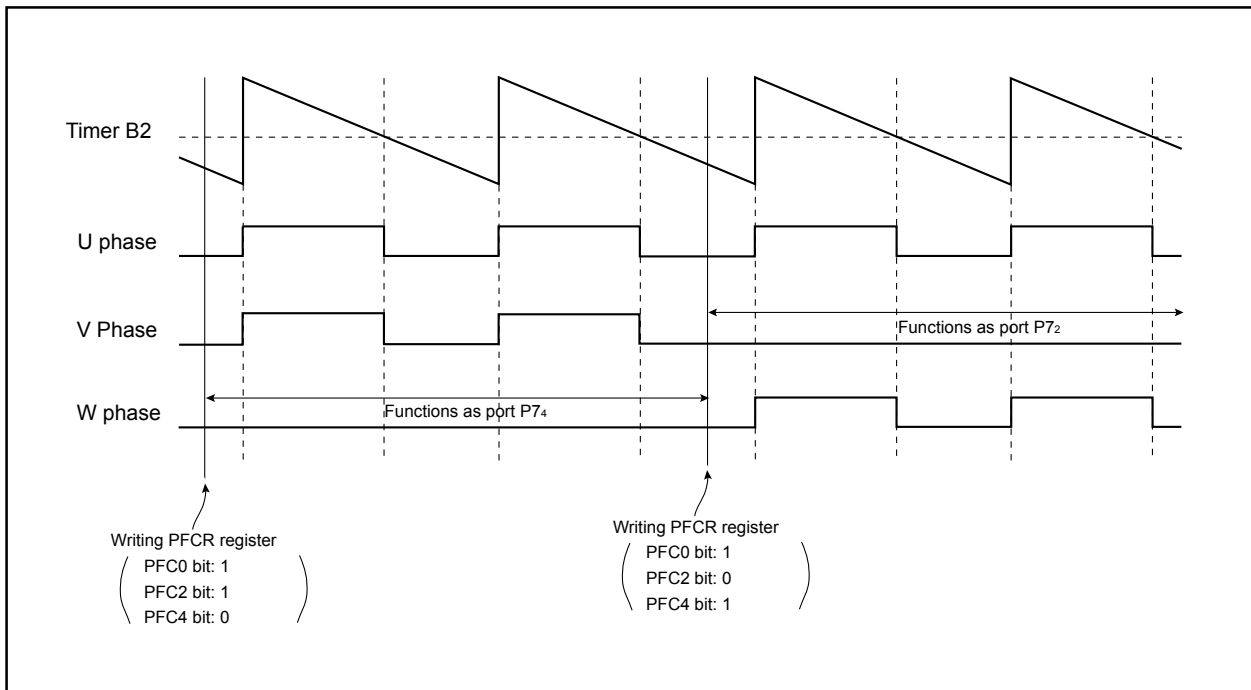 Timer B2
U phase
V Phase
Functions as port P7₂
W phase
Functions as port P7₄
Writing PFCR register
PFC0 bit: 1
PFC2 bit: 1
PFC4 bit: 0
Writing PFCR register
PFC0 bit: 1
PFC2 bit: 0
PFC4 bit: 1